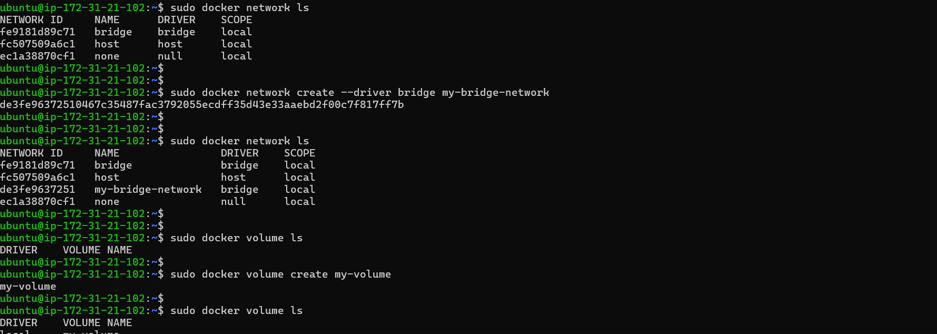 ubuntu@ip-172-31-21-102:~$ sudo docker network ls
NETWORK ID     NAME      DRIVER    SCOPE
fe9181d89c71   bridge    bridge    local
fc507509a6c1   host      host      local
ec1a38870cf1   none      null      local
ubuntu@ip-172-31-21-102:~$
ubuntu@ip-172-31-21-102:~$
ubuntu@ip-172-31-21-102:~$ sudo docker network create --driver bridge my-bridge-network
de3fe96372510467c35487fac3792055ecdff35d43e33aaebd2f00c7f817ff7b
ubuntu@ip-172-31-21-102:~$
ubuntu@ip-172-31-21-102:~$
ubuntu@ip-172-31-21-102:~$ sudo docker network ls
NETWORK ID     NAME                DRIVER    SCOPE
fe9181d89c71   bridge              bridge    local
fc507509a6c1   host                host      local
de3fe9637251   my-bridge-network   bridge    local
ec1a38870cf1   none                null      local
ubuntu@ip-172-31-21-102:~$
ubuntu@ip-172-31-21-102:~$
ubuntu@ip-172-31-21-102:~$ sudo docker volume ls
DRIVER    VOLUME NAME
ubuntu@ip-172-31-21-102:~$
ubuntu@ip-172-31-21-102:~$ sudo docker volume create my-volume
my-volume
ubuntu@ip-172-31-21-102:~$
ubuntu@ip-172-31-21-102:~$ sudo docker volume ls
DRIVER    VOLUME NAME
local     my-volume